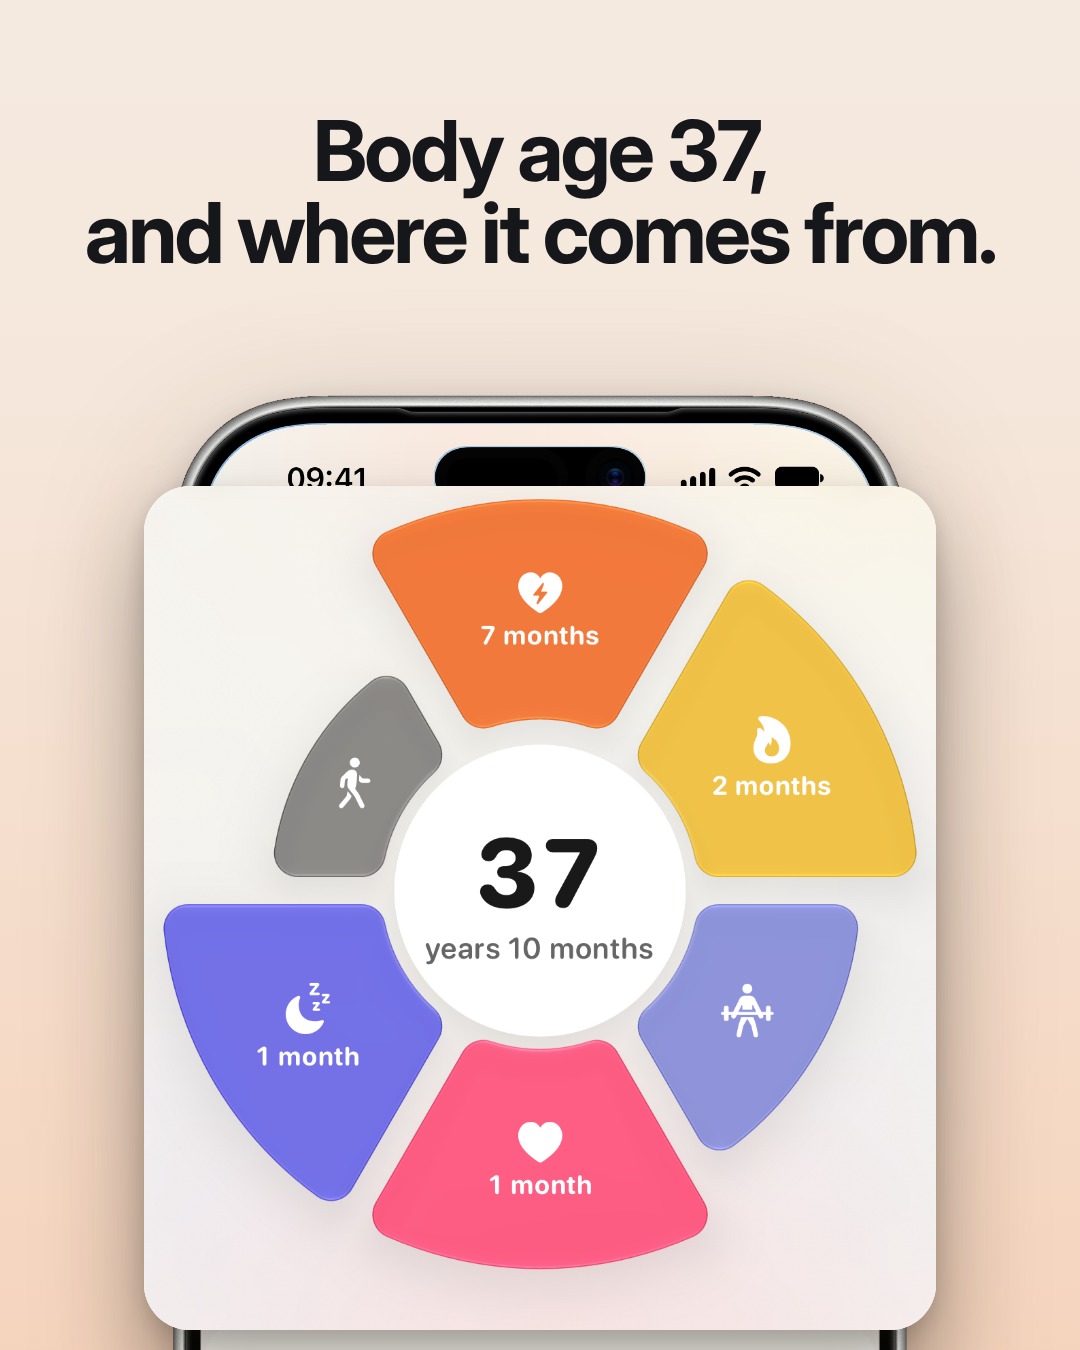 Body age 37,
and where it comes from.
09:41
7 months
2 months
37
years 10 months
zzz
1 month
1 month